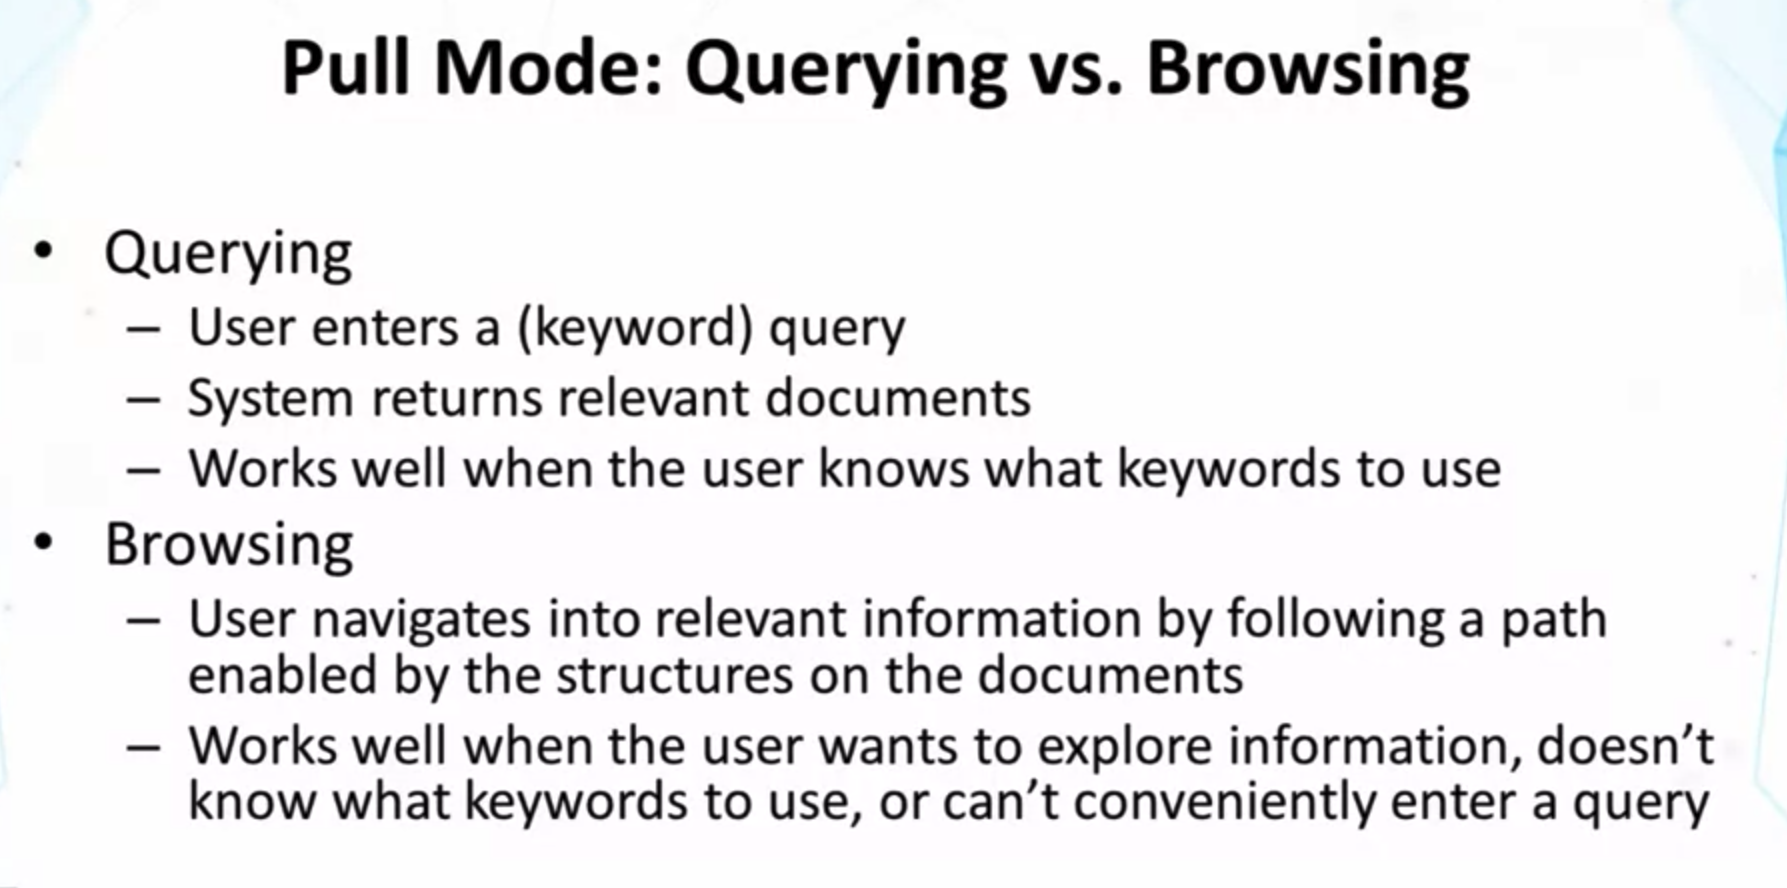 Pull Mode: Querying vs. Browsing
• Querying
– User enters a (keyword) query
– System returns relevant documents
– Works well when the user knows what keywords to use
• Browsing
– User navigates into relevant information by following a path
enabled by the structures on the documents
– Works well when the user wants to explore information, doesn’t
know what keywords to use, or can’t conveniently enter a query